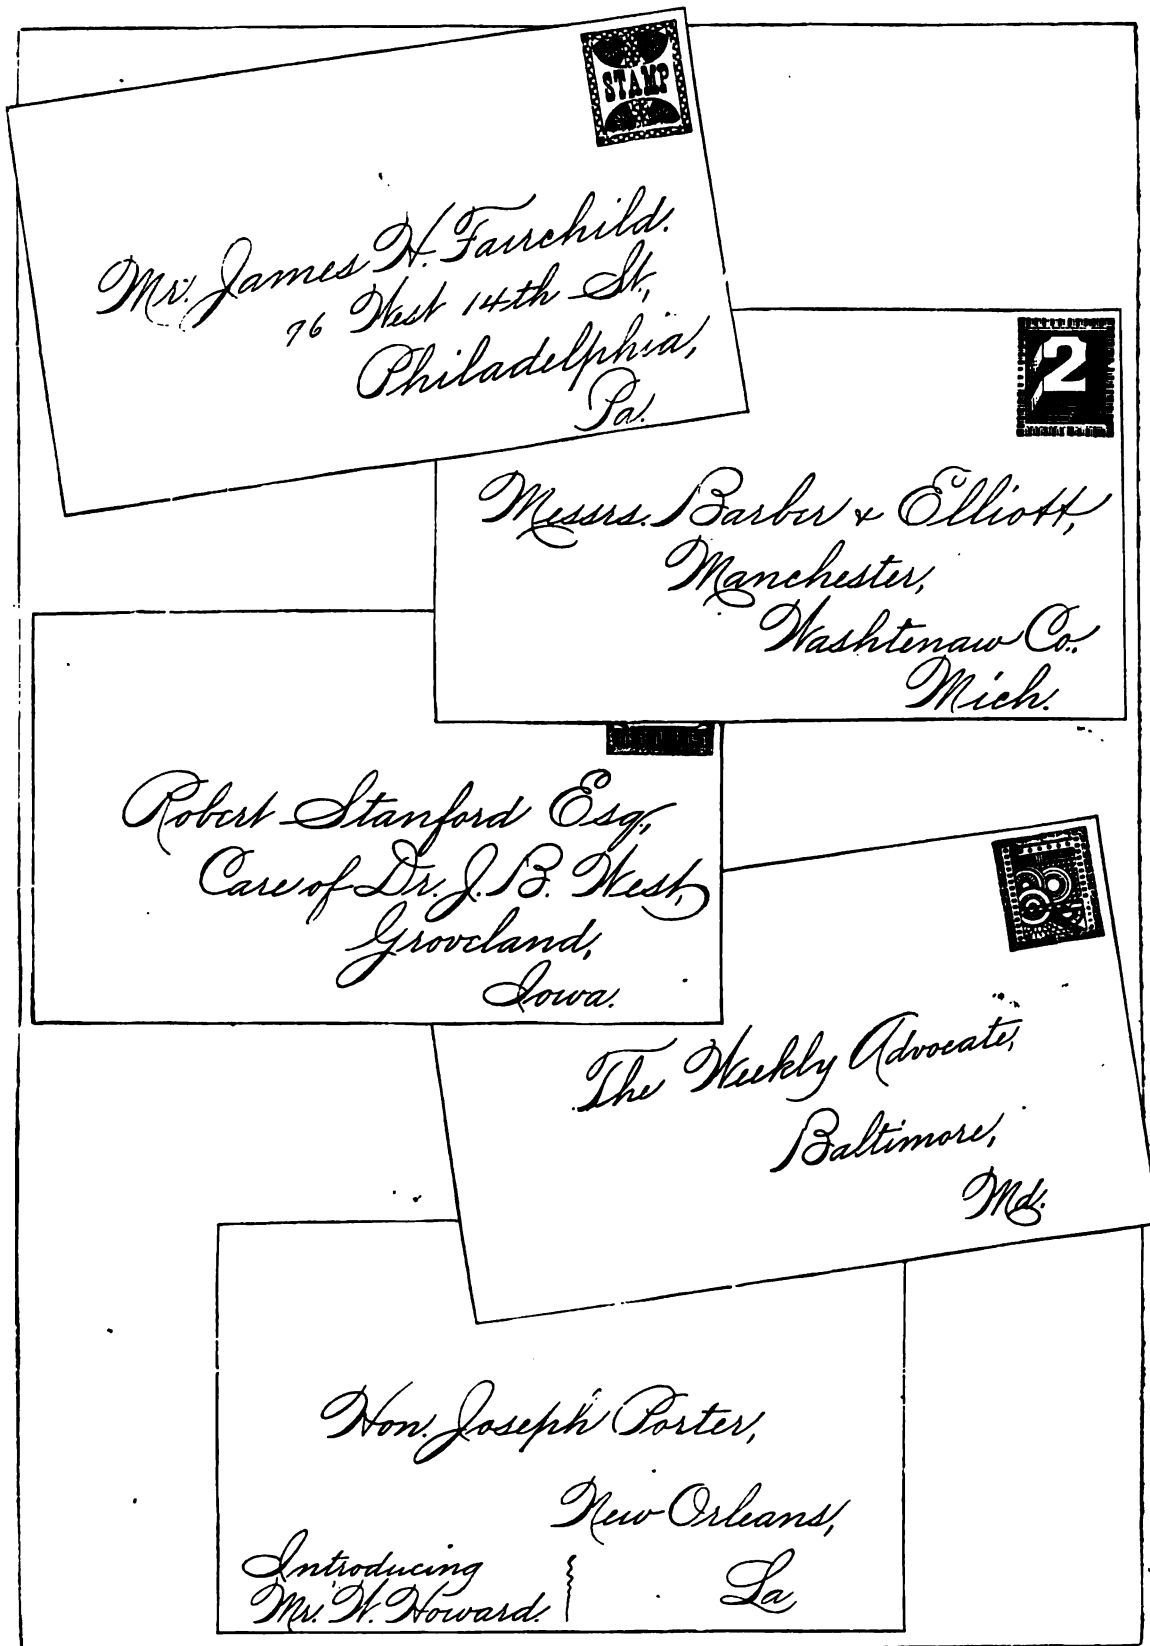 STAMP
Mr. James H. Fairchild.
76 West 14th St.,
Philadelphia,
Pa.
2
Messrs. Barber & Elliott,
Manchester,
Washtenaw Co.
Mich.
Robert Stanford Esq.,
Care of Dr. J. B. West,
Groveland,
Iowa.
The Weekly Advocate,
Baltimore,
Md.
Hon. Joseph Porter,
New Orleans,
La
Introducing
Mr. W. Howard.